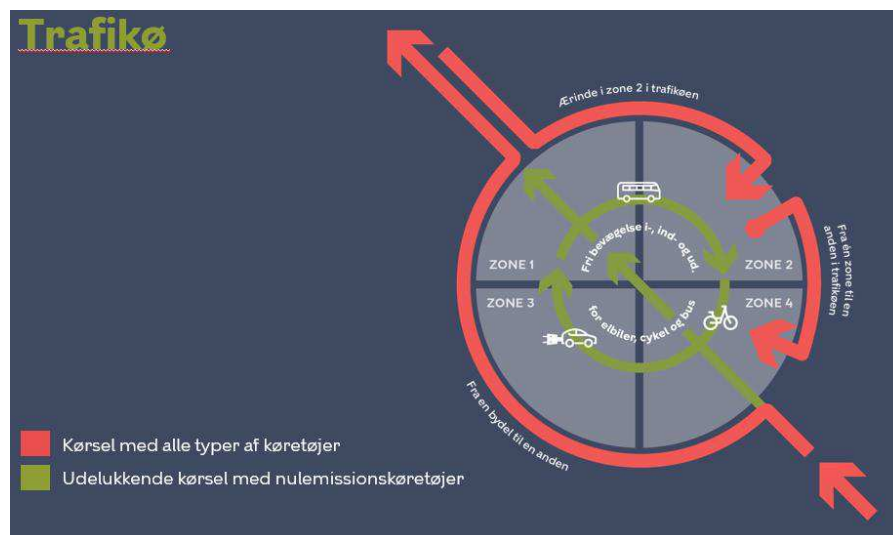 Trafikø
Ærinde i zone 2 i trafikøen
Fri bevægelse i-, ind- og ud.
ZONE 1
ZONE 2
Fra én zone til en
anden i trafikøen
ZONE 3
ZONE 4
for elbiler, cykel og bus
Fra en bydel til en anden
Kørsel med alle typer af køretøjer
Udelukkende kørsel med nulemissionskøretøjer